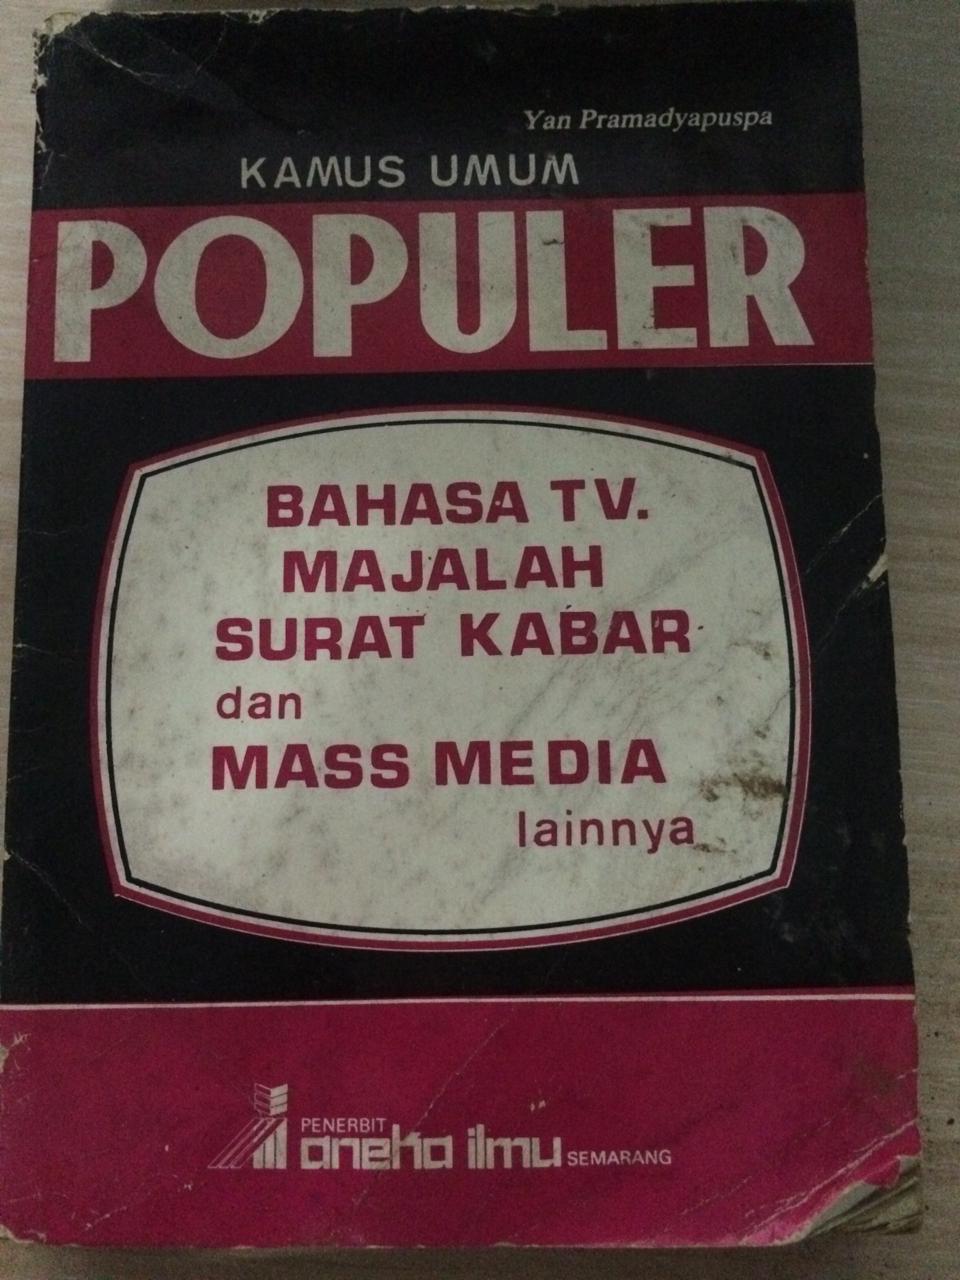 Yan Pramadyapuspa
KAMUS UMUM
POPULER
BAHASA TV.
MAJALAH
SURAT KABAR
dan
MASS MEDIA
lainnya
PENERBIT
aneka ilmu SEMARANG